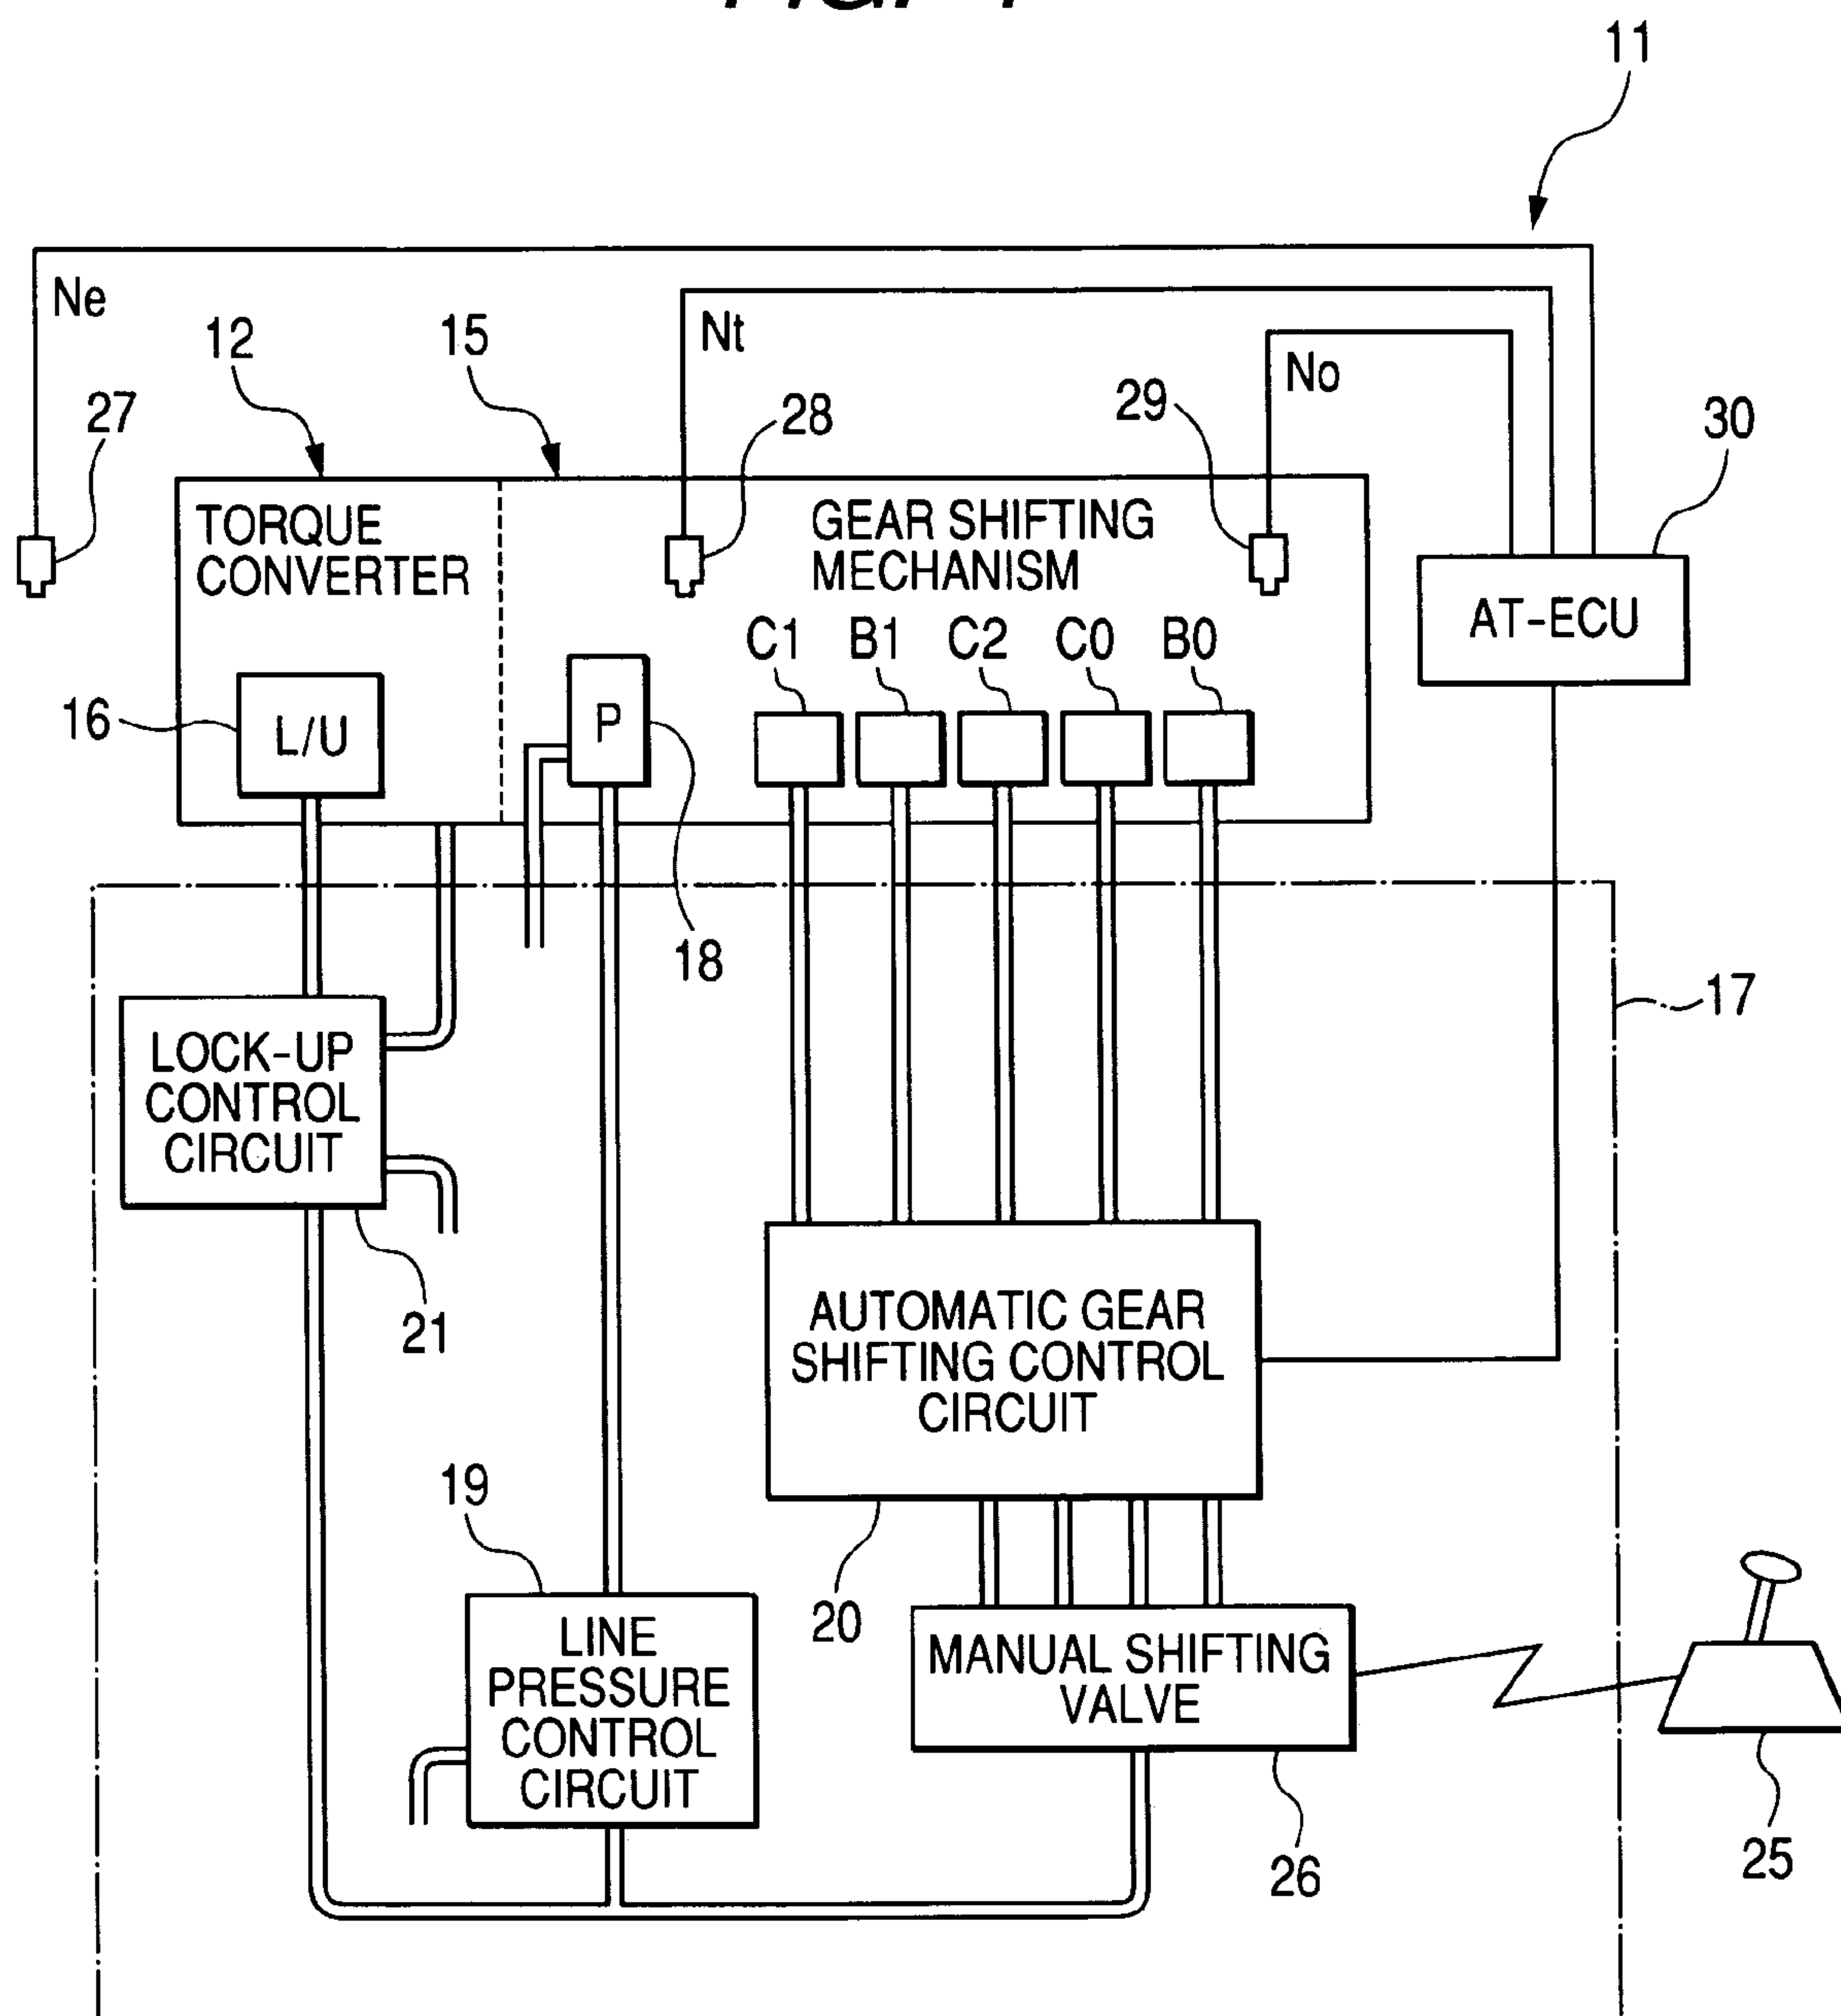 11
Ne
Nt
No
12
15
27
28
29
30
TORQUE
CONVERTER
GEAR SHIFTING
MECHANISM
AT-ECU
C1 B1 C2 C0 B0
16
L/U
P
18
17
LOCK-UP
CONTROL
CIRCUIT
21
AUTOMATIC GEAR
SHIFTING CONTROL
CIRCUIT
19
20
LINE
PRESSURE
CONTROL
CIRCUIT
MANUAL SHIFTING
VALVE
26
25